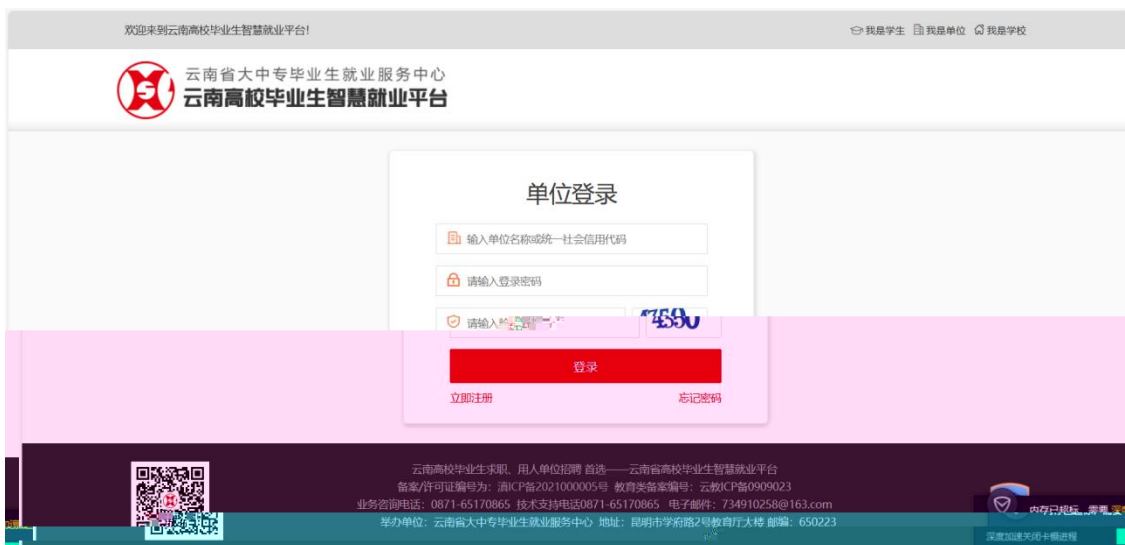 欢迎来到云南高校毕业生智慧就业平台!
我是学生 我是单位 我是学校
云南省大中专毕业生就业服务中心
云南高校毕业生智慧就业平台
单位登录
输入单位名称或统一社会信用代码
请输入登录密码
请输入
登录
立即注册 忘记密码
云南高校毕业生求职、用人单位招聘 首选——云南省高校毕业生智慧就业平台
备案/许可证编号为：滇ICP备2021000005号 教育类备案编号：云教ICP备0909023
业务咨询电话：0871-65170865 技术支持电话0871-65170865 电子邮件：734910258@163.com
举办单位：云南省大中专毕业生就业服务中心 地址：昆明市学府路2号教育厅大楼 邮编：650223
内存已超标，需要
深度加速关闭卡慢进程